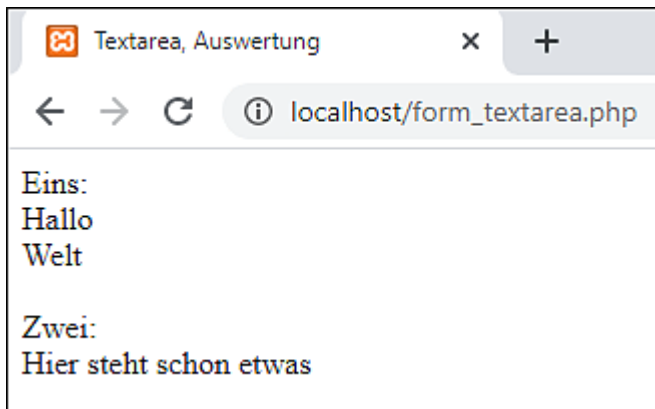 Textarea, Auswertung
localhost/form_textarea.php
Eins:
Hallo
Welt
Zwei:
Hier steht schon etwas